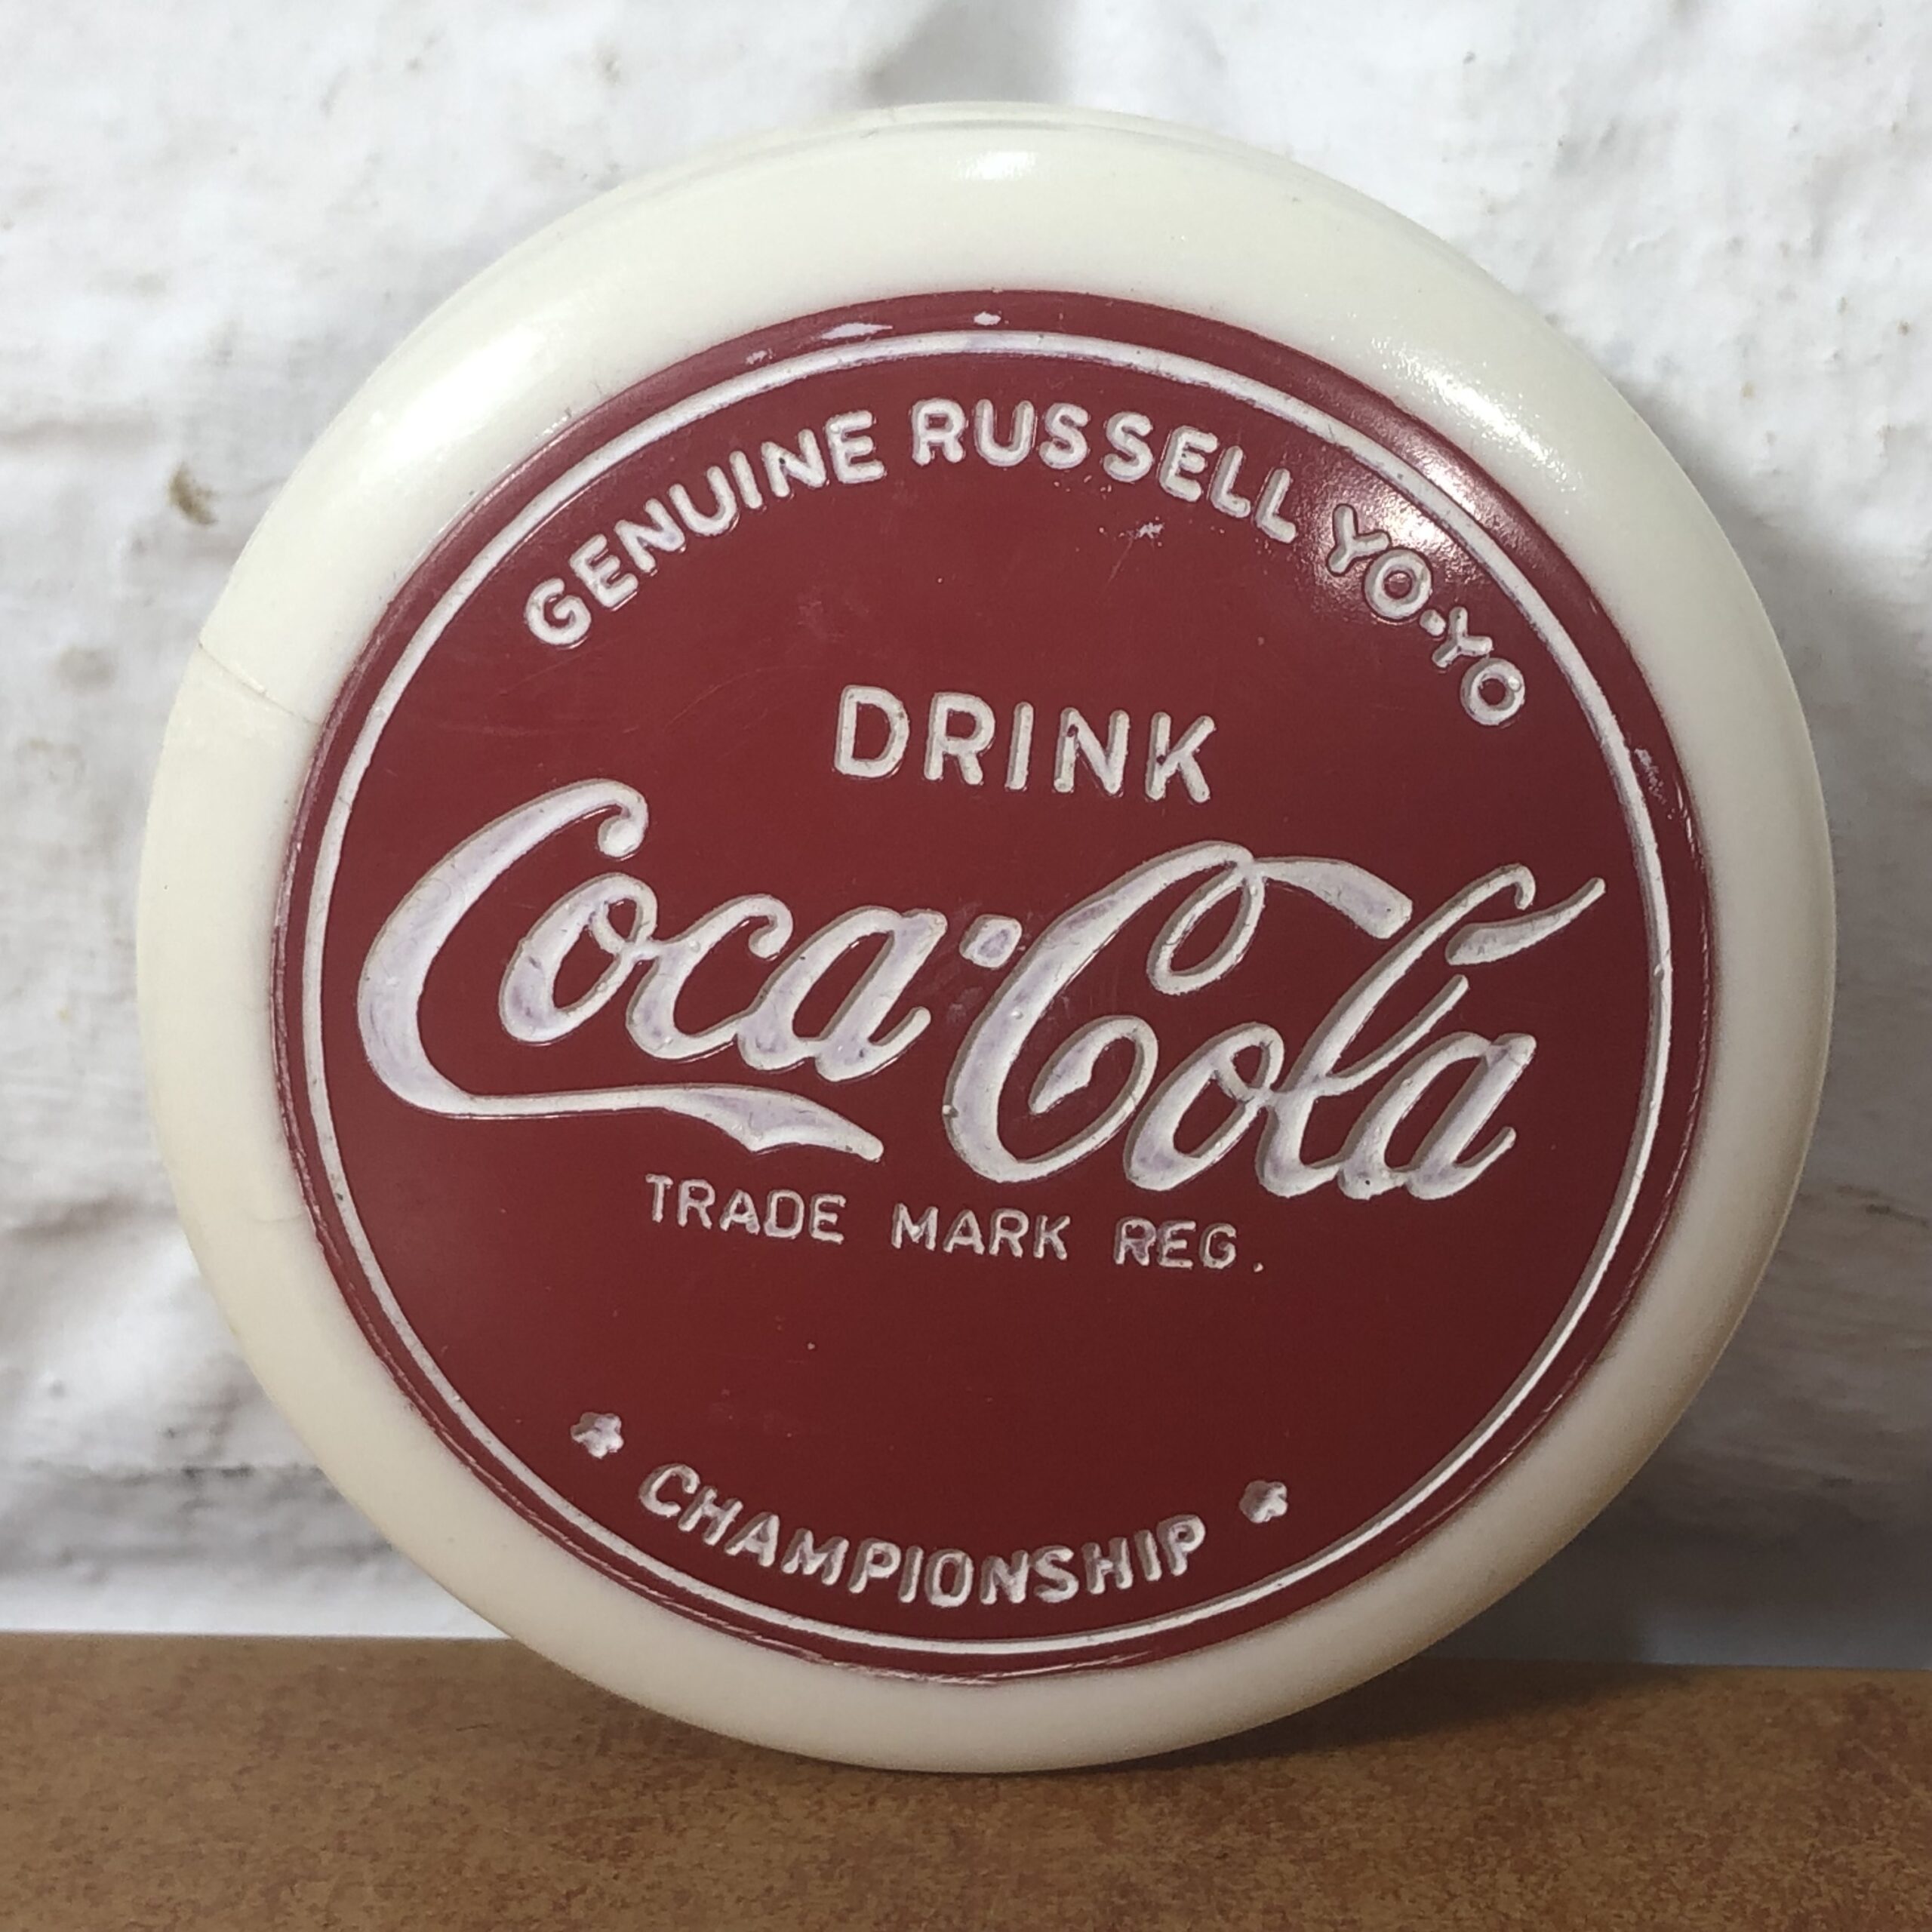 GENUINE RUSSELL YO-YO
DRINK
Coca-Cola
TRADE MARK REG.
CHAMPIONSHIP